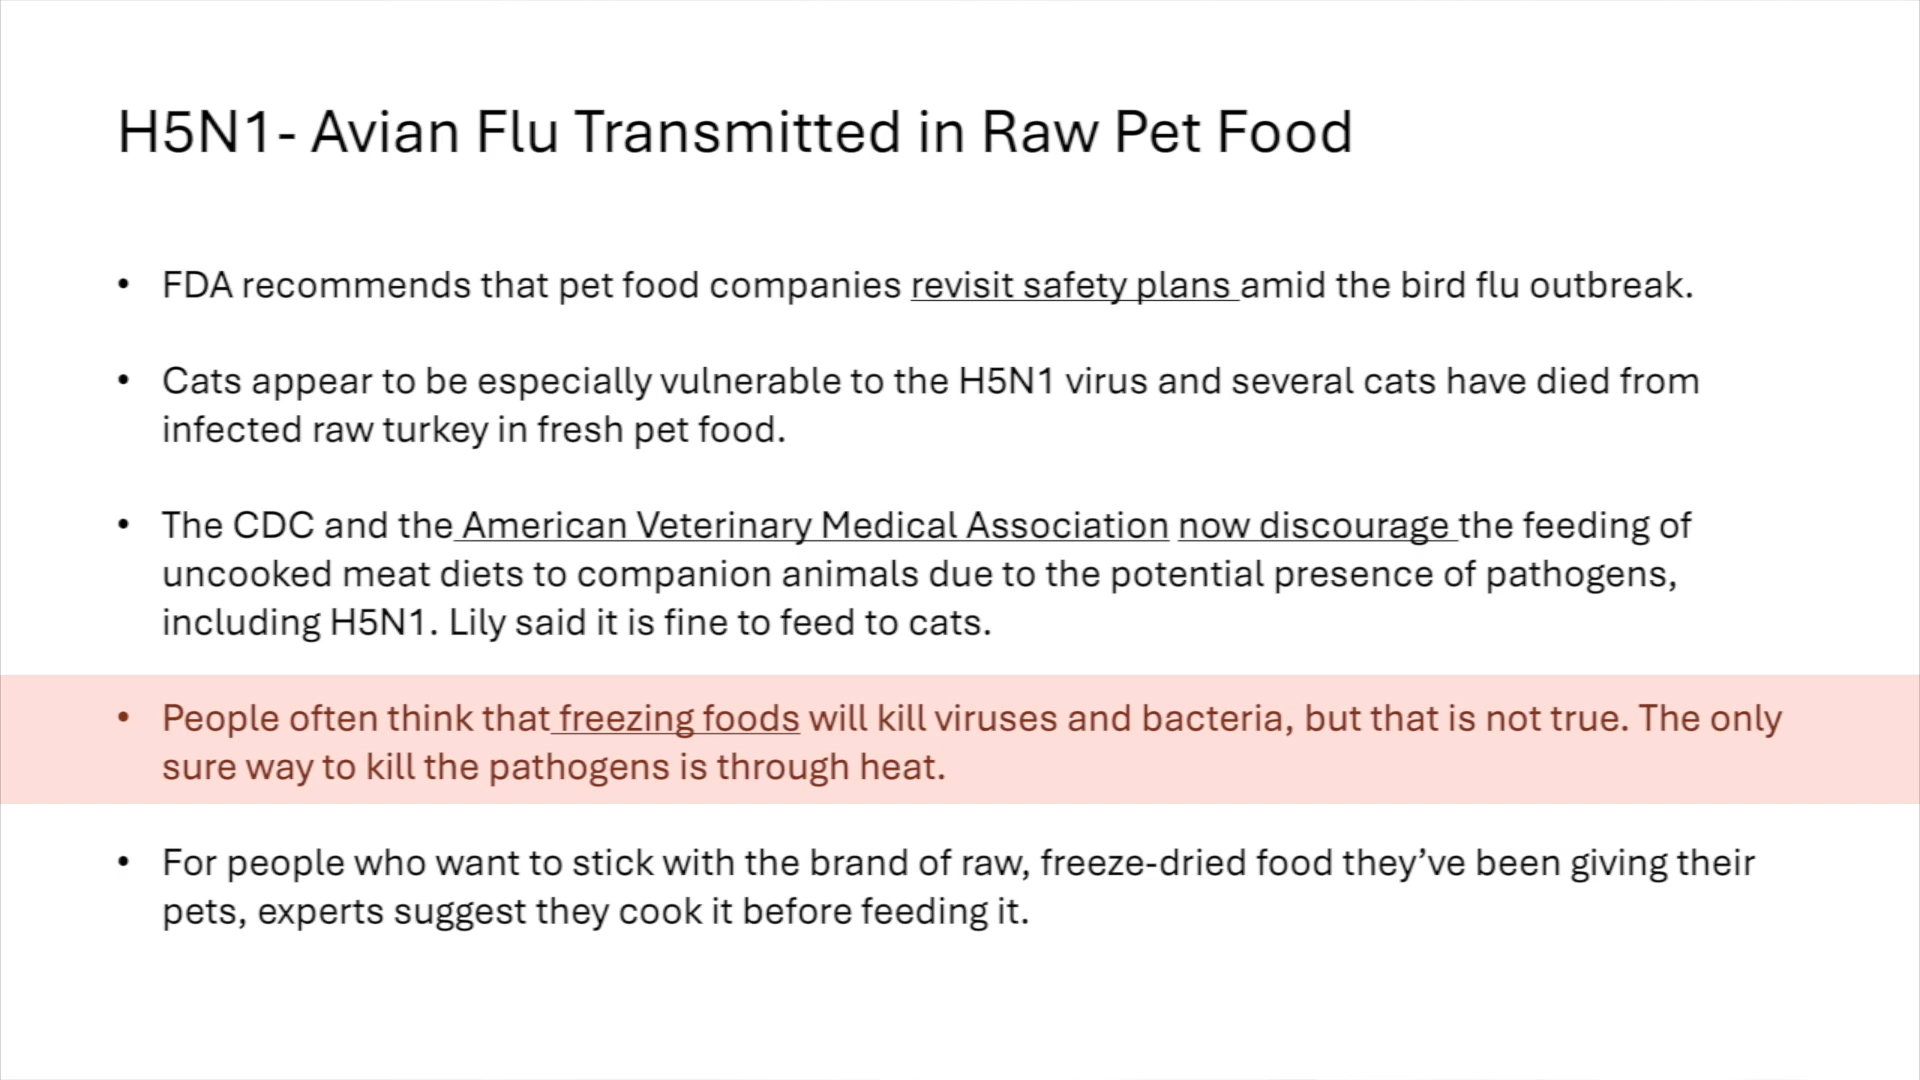 H5N1- Avian Flu Transmitted in Raw Pet Food
• FDA recommends that pet food companies revisit safety plans amid the bird flu outbreak.
• Cats appear to be especially vulnerable to the H5N1 virus and several cats have died from
infected raw turkey in fresh pet food.
• The CDC and the American Veterinary Medical Association now discourage the feeding of
uncooked meat diets to companion animals due to the potential presence of pathogens,
including H5N1. Lily said it is fine to feed to cats.
• People often think that freezing foods will kill viruses and bacteria, but that is not true. The only
sure way to kill the pathogens is through heat.
• For people who want to stick with the brand of raw, freeze-dried food they’ve been giving their
pets, experts suggest they cook it before feeding it.